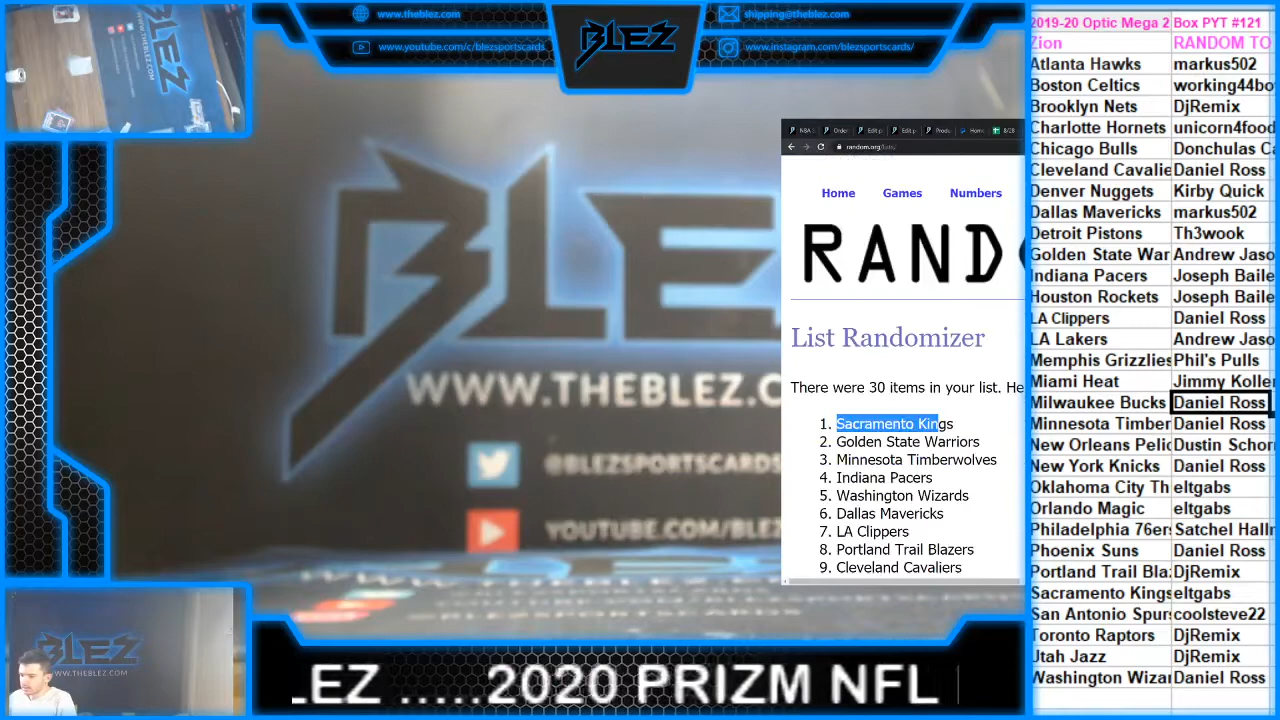 www.theblez.com
shipping@theblez.com
www.youtube.com/c/blezsportscards
www.instagram.com/blezsportscards/
BLEZ
BLEZ
WWW.THEBLEZ.C
@BLEZSPORTSCARDS
YOUTUBE.COM/BLEZ
random.org/lists/
Home Games Numbers
RANDO
List Randomizer
There were 30 items in your list. He
1. Sacramento Kings
2. Golden State Warriors
3. Minnesota Timberwolves
4. Indiana Pacers
5. Washington Wizards
6. Dallas Mavericks
7. LA Clippers
8. Portland Trail Blazers
9. Cleveland Cavaliers
2019-20 Optic Mega 2 Box PYT #121
Zion RANDOM TO
Atlanta Hawks markus502
Boston Celtics working44bo
Brooklyn Nets DjRemix
Charlotte Hornets unicorn4food
Chicago Bulls Donchulas Ca
Cleveland Cavalie Daniel Ross
Denver Nuggets Kirby Quick
Dallas Mavericks markus502
Detroit Pistons Th3wook
Golden State War Andrew Jaso
Indiana Pacers Joseph Baile
Houston Rockets Joseph Baile
LA Clippers Daniel Ross
LA Lakers Andrew Jaso
Memphis Grizzlies Phil's Pulls
Miami Heat Jimmy Koller
Milwaukee Bucks Daniel Ross
Minnesota Timber Daniel Ross
New Orleans Pelic Dustin Schor
New York Knicks Daniel Ross
Oklahoma City Th eltgabs
Orlando Magic eltgabs
Philadelphia 76ers Satchel Hallm
Phoenix Suns Daniel Ross
Portland Trail Bla Daniel DjRemix
Sacramento Kings eltgabs
San Antonio Spurs coolsteve22
Toronto Raptors DjRemix
Utah Jazz DjRemix
Washington Wizar Daniel Ross
BLEZ
LEZ .....2020 PRIZM NFL